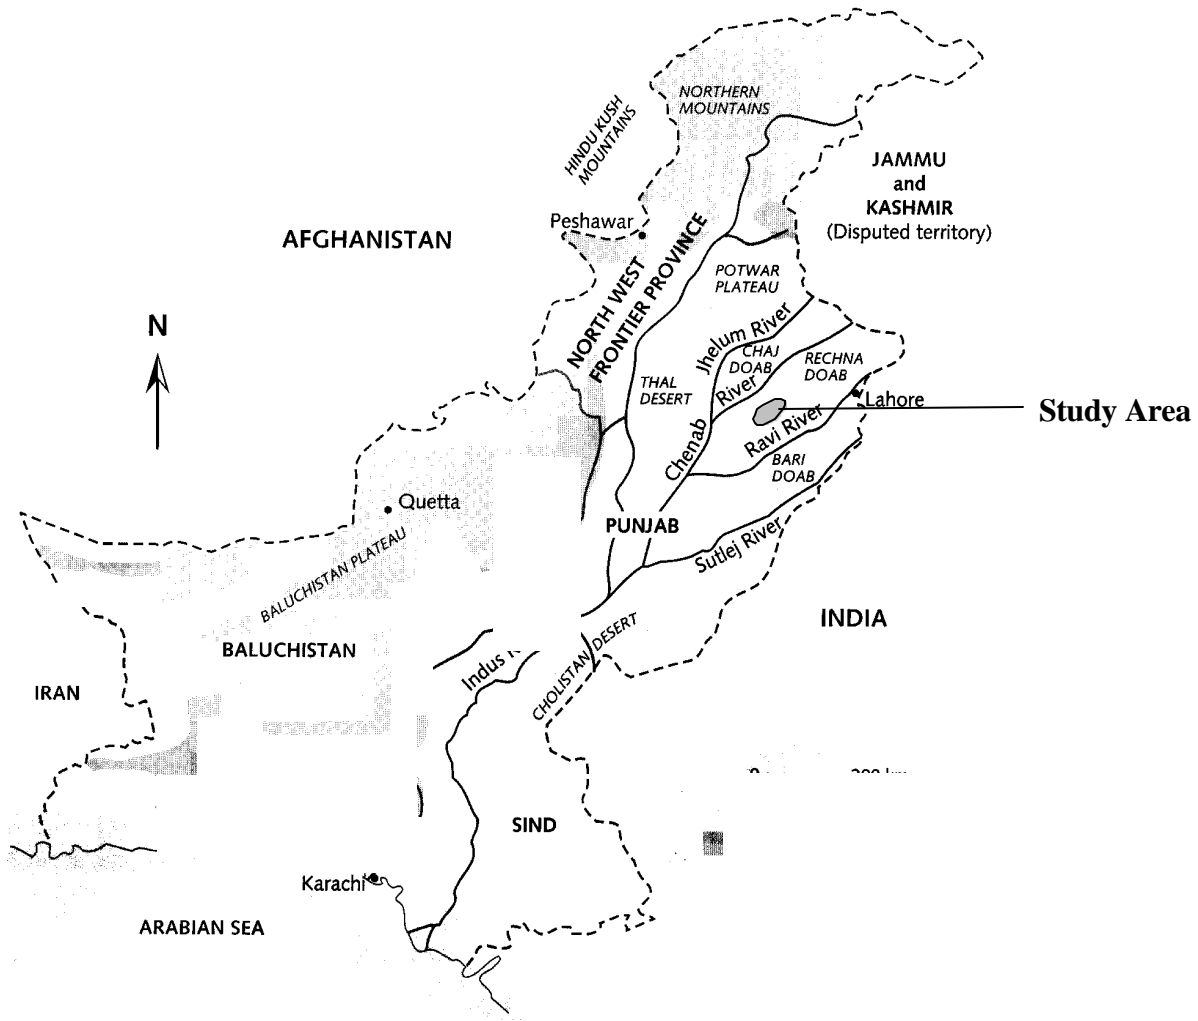 NORTHERN
MOUNTAINS
HINDU KUSH
MOUNTAINS
JAMMU
and
KASHMIR
(Disputed territory)
Peshawar
AFGHANISTAN
NORTH WEST
FRONTIER PROVINCE
POTWAR
PLATEAU
N
Jhelum River
CHAJ
DOAB
RECHNA
DOAB
THAL
DESERT
Chenab River
Lahore
Study Area
Ravi River
BARI
DOAB
Quetta
PUNJAB
Sutlej River
BALUCHISTAN PLATEAU
INDIA
BALUCHISTAN
CHOLISTAN DESERT
Indus
IRAN
SIND
Karachi
ARABIAN SEA